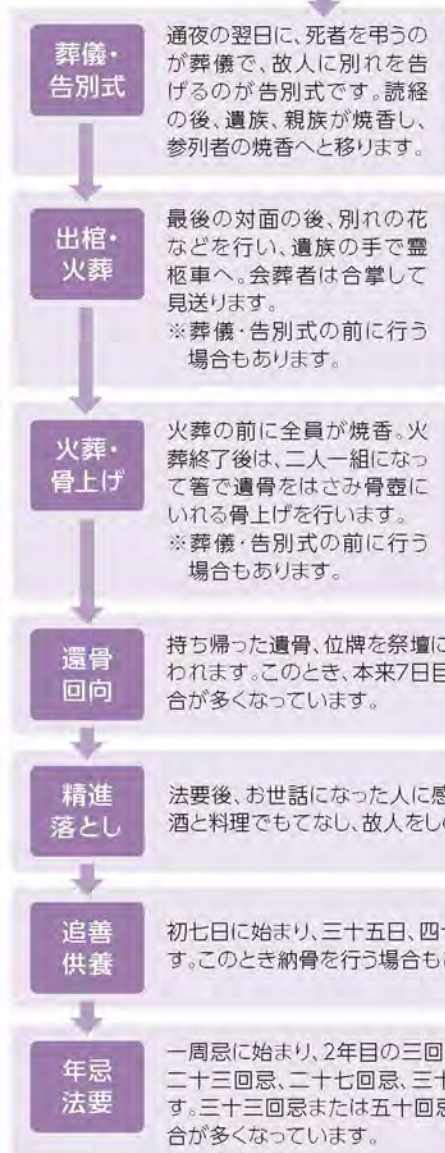 葬儀・
告別式
通夜の翌日に、死者を弔うの
が葬儀で、故人に別れを告
げるのが告別式です。読経
の後、遺族、親族が焼香し、
参列者の焼香へと移ります。
出棺・
火葬
最後の対面の後、別れの花
などを行い、遺族の手で霊
柩車へ。会葬者は合掌して
見送ります。
※葬儀・告別式の前に行う
場合もあります。
火葬・
骨上げ
火葬の前に全員が焼香。火
葬終了後は、二人一組になっ
て箸で遺骨をはさみ骨壺に
いれる骨上げを行います。
※葬儀・告別式の前に行う
場合もあります。
還骨
回向
持ち帰った遺骨、位牌を祭壇に
われます。このとき、本来7日目
合が多くなっています。
精進
落とし
法要後、お世話になった人に感
酒と料理でもてなし、故人をしの
追善
供養
初七日に始まり、三十五日、四十
す。このとき納骨を行う場合も
年忌
法要
一周忌に始まり、2年目の三回
二十三回忌、二十七回忌、三十
す。三十三回忌または五十回忌
合が多くなっています。